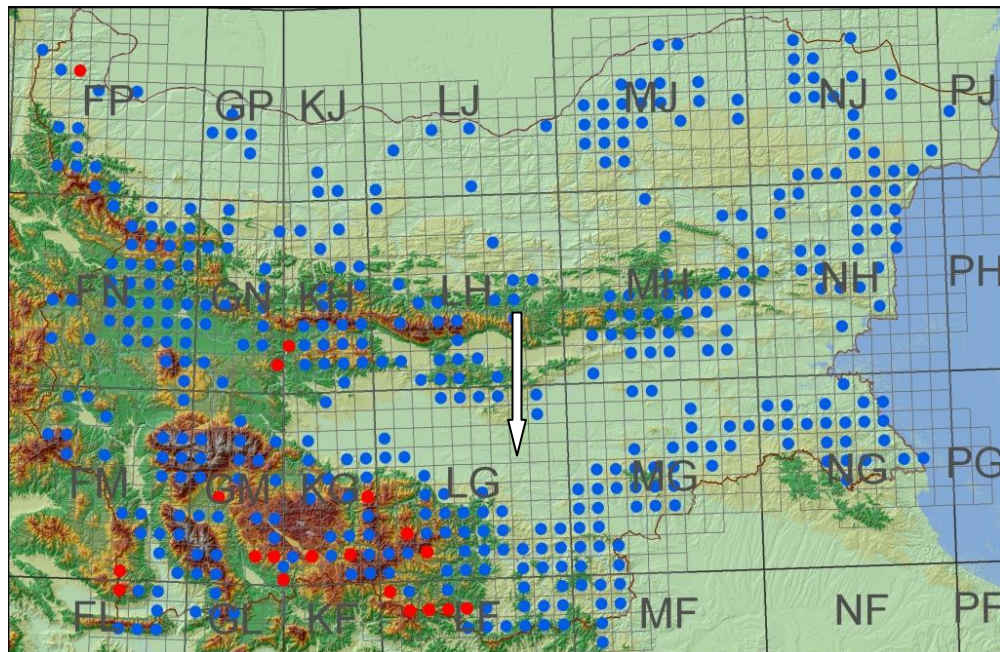 FP GP KJ LJ MJ NJ PJ
FN GN KH LH MH NH PH
FM GM KG LG MG NG PG
FL GL KF LF MF NF PF